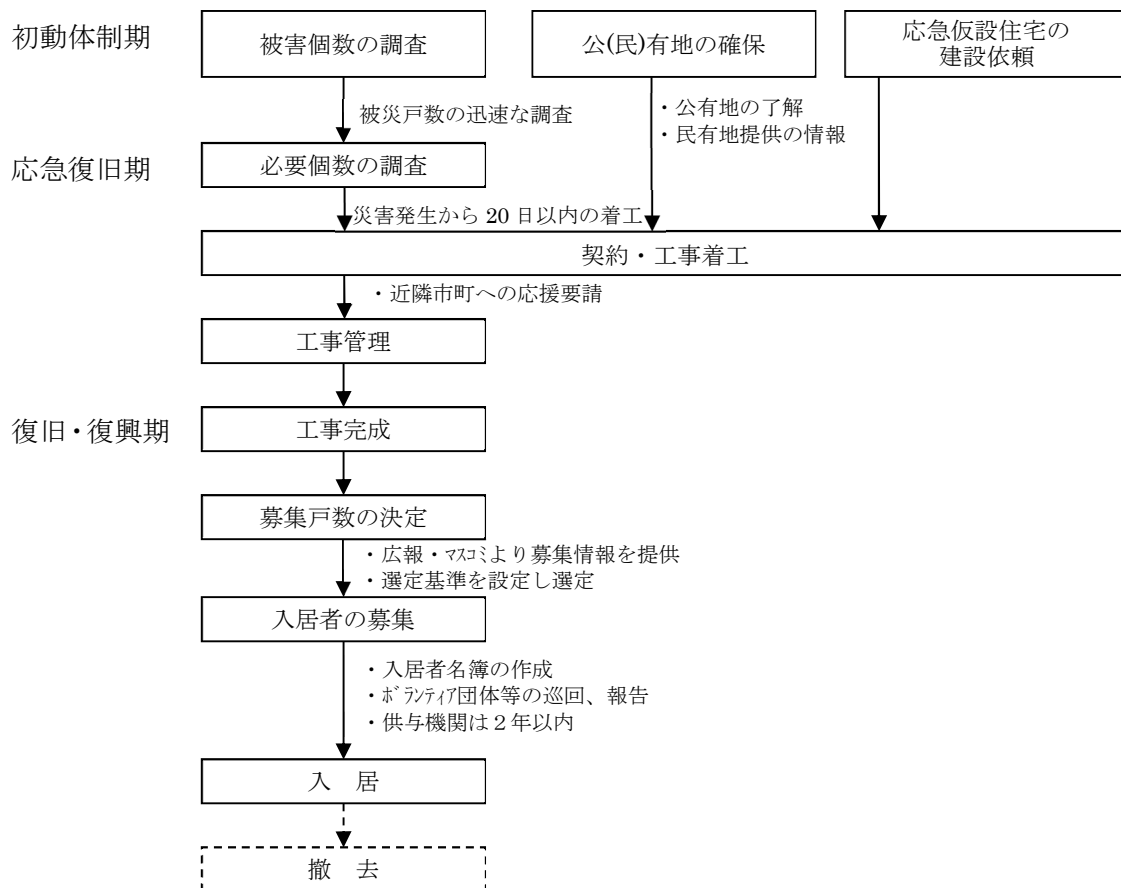 初動体制期
被害個数の調査
公(民)有地の確保
応急仮設住宅の
建設依頼
被災戸数の迅速な調査
・公有地の了解
・民有地提供の情報
応急復旧期
必要個数の調査
災害発生から 20 日以内の着工
契約・工事着工
・近隣市町への応援要請
工事管理
復旧・復興期
工事完成
募集戸数の決定
・広報・ﾏｽｺﾐより募集情報を提供
・選定基準を設定し選定
入居者の募集
・入居者名簿の作成
・ﾎﾞﾗﾝﾃｨｱ団体等の巡回、報告
・供与機関は２年以内
入　居
撤　去